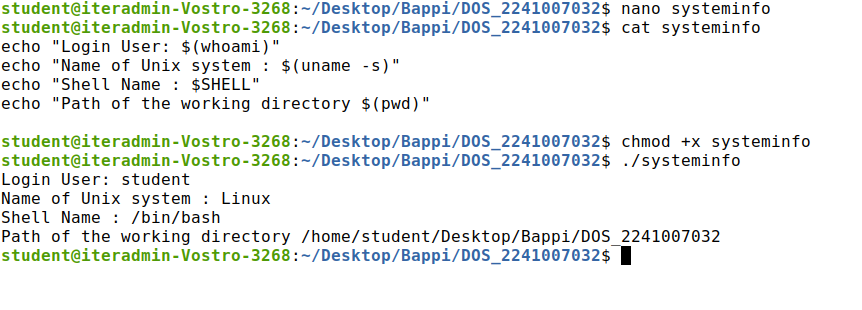 student@iteradmin-Vostro-3268:~/Desktop/Bappi/DOS_2241007032$ nano systeminfo
student@iteradmin-Vostro-3268:~/Desktop/Bappi/DOS_2241007032$ cat systeminfo
echo "Login User: $(whoami)"
echo "Name of Unix system : $(uname -s)"
echo "Shell Name : $SHELL"
echo "Path of the working directory $(pwd)"
student@iteradmin-Vostro-3268:~/Desktop/Bappi/DOS_2241007032$ chmod +x systeminfo
student@iteradmin-Vostro-3268:~/Desktop/Bappi/DOS_2241007032$ ./systeminfo
Login User: student
Name of Unix system : Linux
Shell Name : /bin/bash
Path of the working directory /home/student/Desktop/Bappi/DOS_2241007032
student@iteradmin-Vostro-3268:~/Desktop/Bappi/DOS_2241007032$